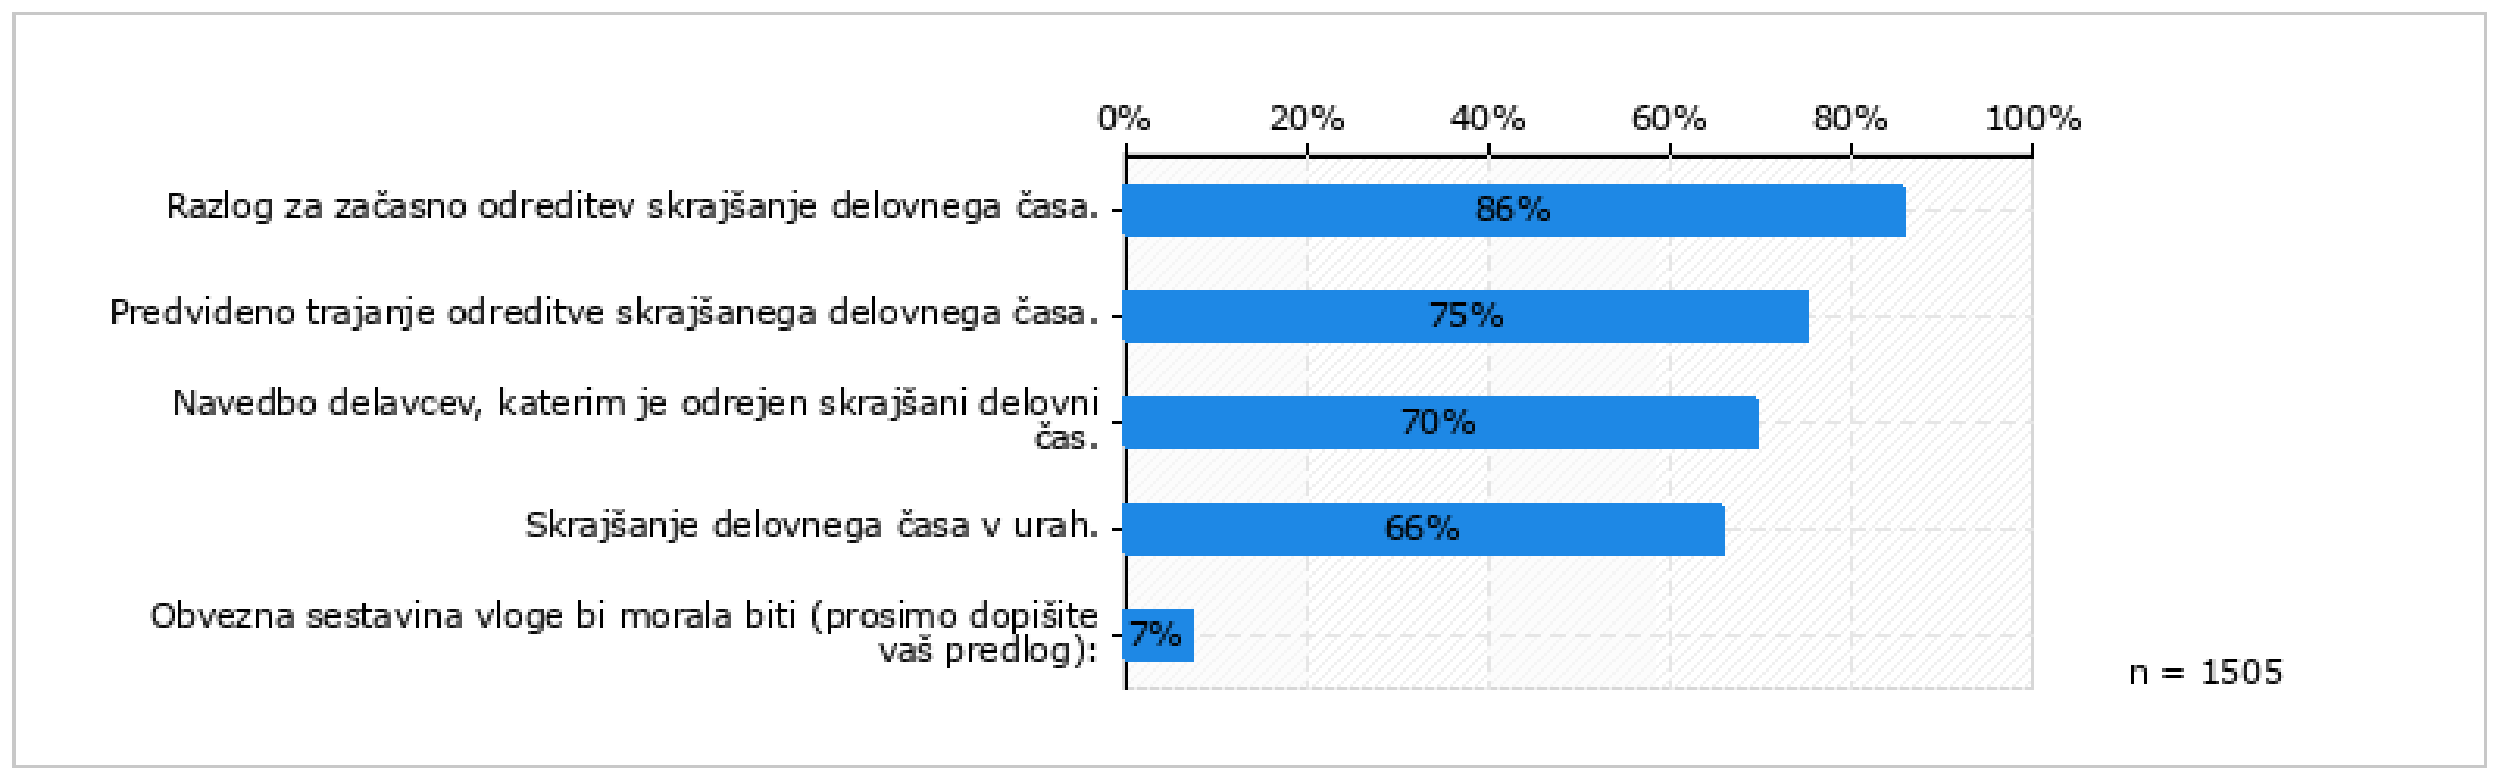 0% 20% 40% 60% 80% 100%
Razlog za začasno odreditev skrajšanje delovnega časa.
86%
Predvideno trajanje odreditve skrajšanega delovnega časa.
75%
Navedbo delavcev, katerim je odrejen skrajšani delovni
čas.
70%
Skrajšanje delovnega časa v urah.
66%
Obvezna sestavina vloge bi morala biti (prosimo dopišite
vaš predlog):
7%
n = 1505